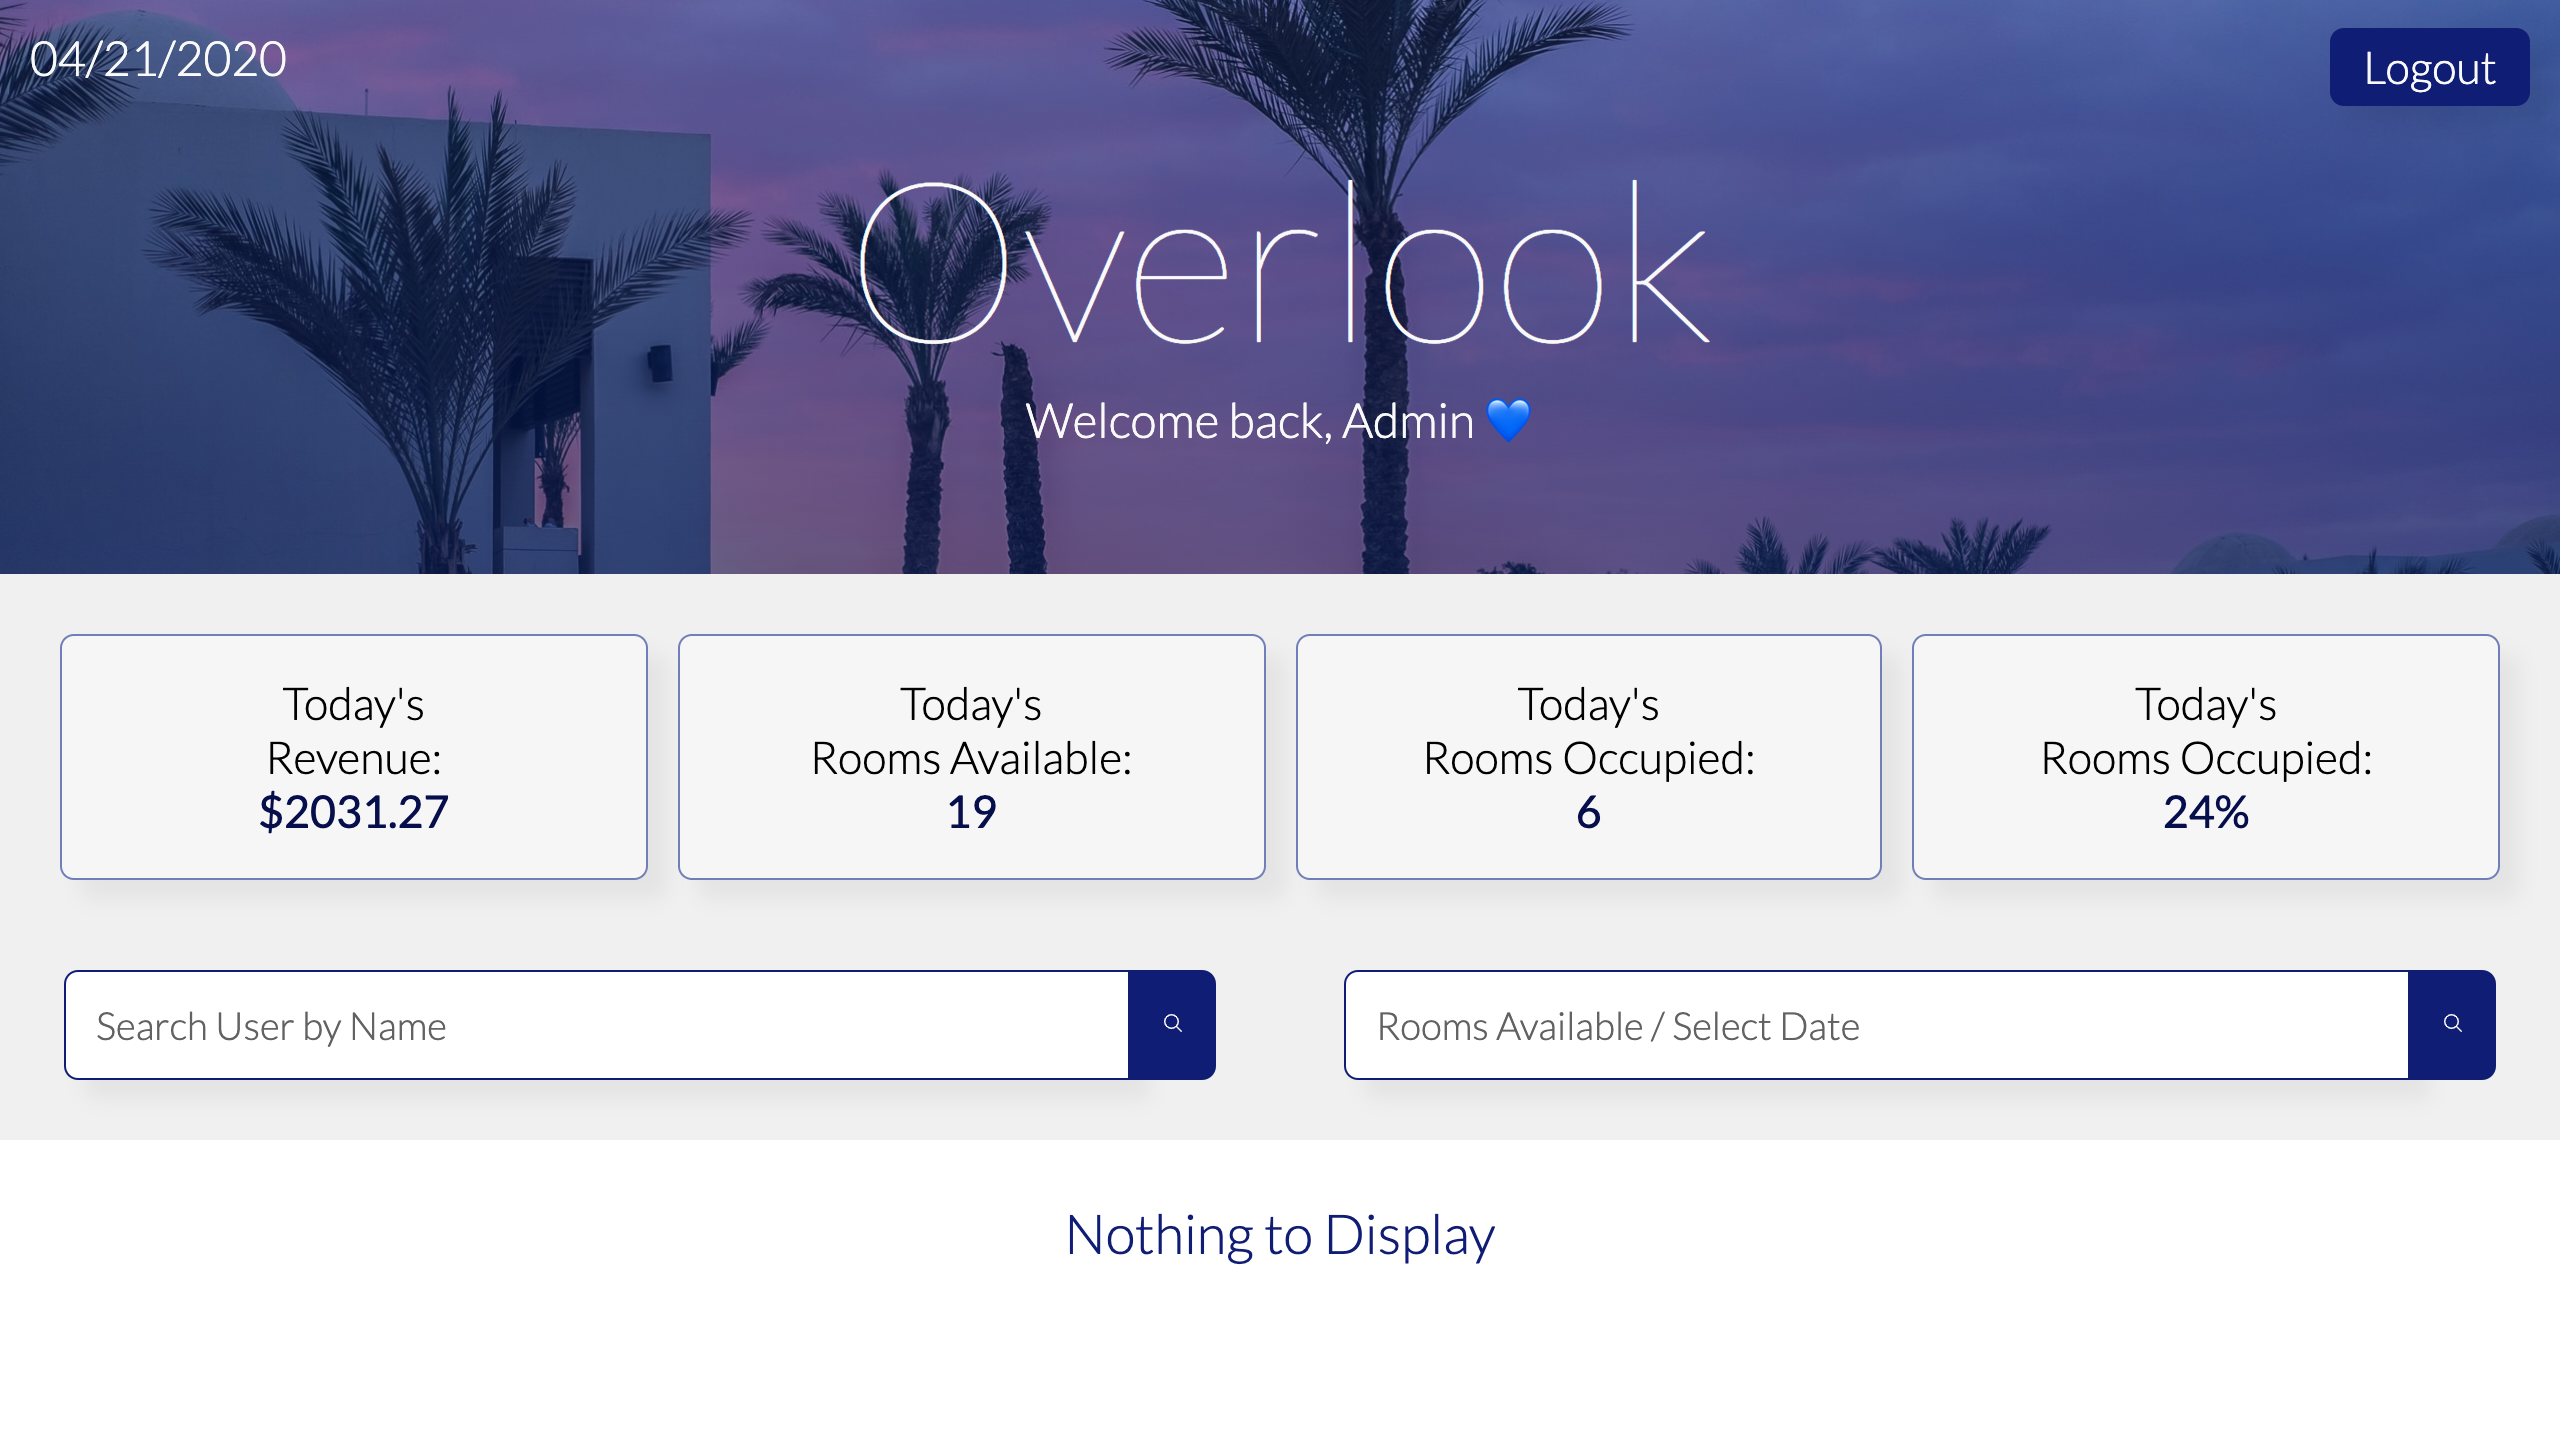 04/21/2020
Logout
Overlook
Welcome back, Admin 💙
Today's
Revenue:
$2031.27
Today's
Rooms Available:
19
Today's
Rooms Occupied:
6
Today's
Rooms Occupied:
24%
Search User by Name
Rooms Available / Select Date
Nothing to Display